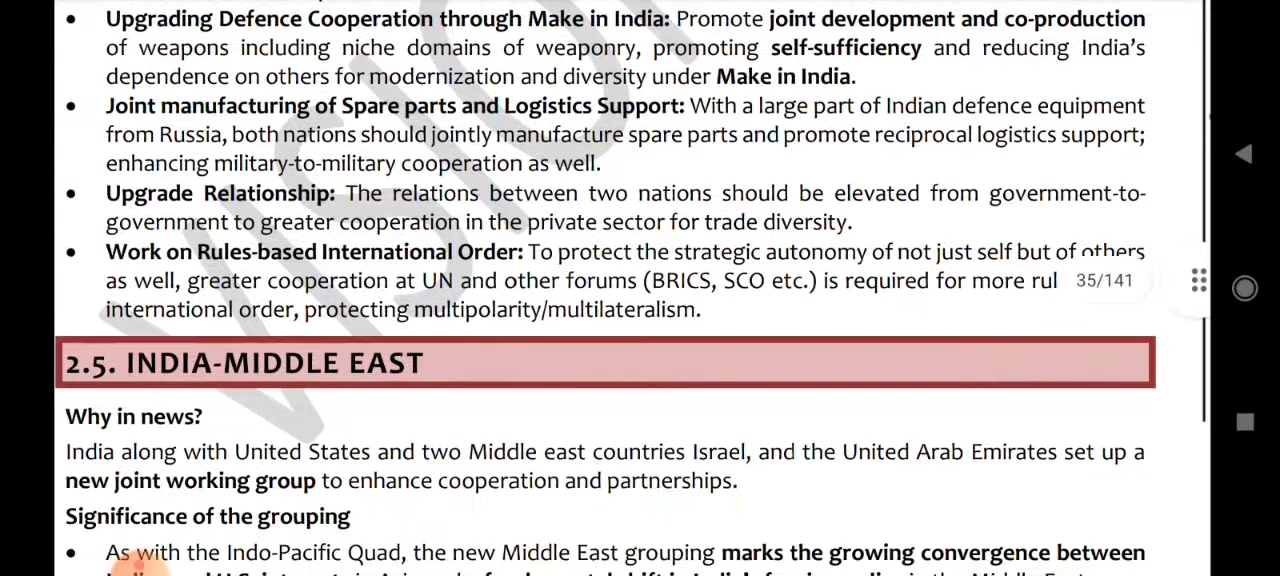 • Upgrading Defence Cooperation through Make in India: Promote joint development and co-production
of weapons including niche domains of weaponry, promoting self-sufficiency and reducing India's
dependence on others for modernization and diversity under Make in India.
• Joint manufacturing of Spare parts and Logistics Support: With a large part of Indian defence equipment
from Russia, both nations should jointly manufacture spare parts and promote reciprocal logistics support;
enhancing military-to-military cooperation as well.
• Upgrade Relationship: The relations between two nations should be elevated from government-to-
government to greater cooperation in the private sector for trade diversity.
• Work on Rules-based International Order: To protect the strategic autonomy of not just self but of others
as well, greater cooperation at UN and other forums (BRICS, SCO etc.) is required for more rul
35/141
international order, protecting multipolarity/multilateralism.
2.5. INDIA-MIDDLE EAST
Why in news?
India along with United States and two Middle east countries Israel, and the United Arab Emirates set up a
new joint working group to enhance cooperation and partnerships.
Significance of the grouping
• As with the Indo-Pacific Quad, the new Middle East grouping marks the growing convergence between